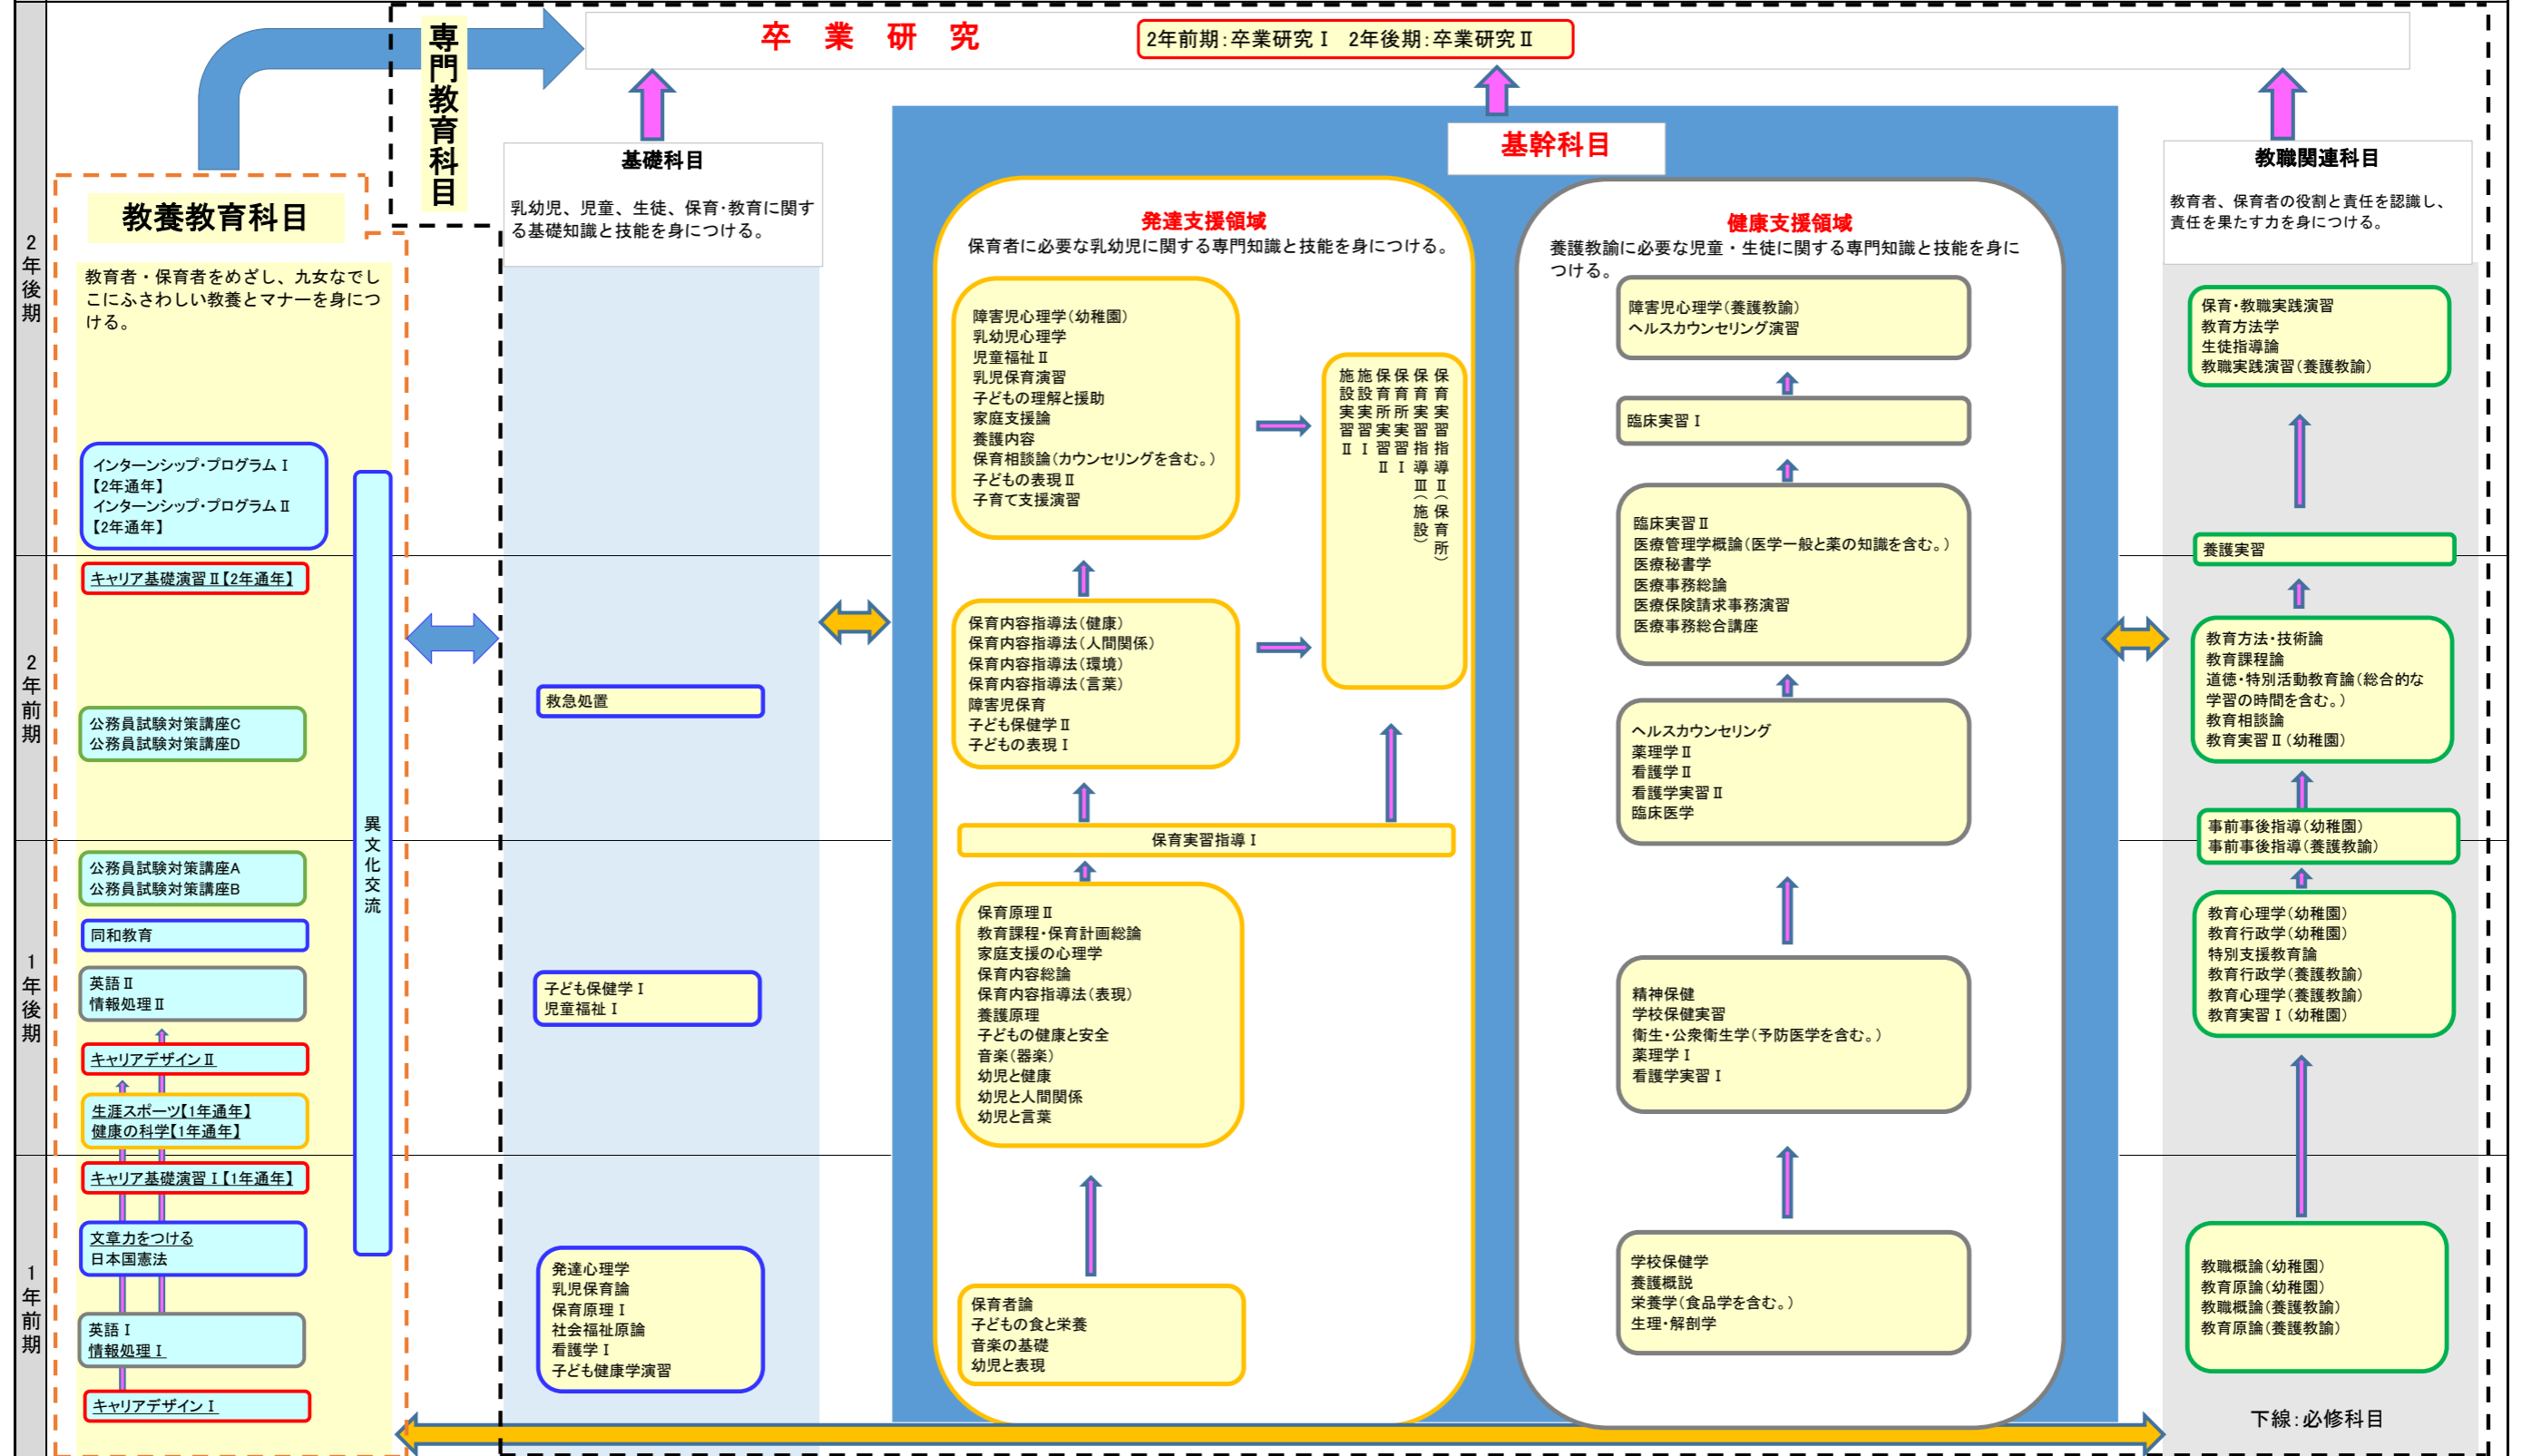 卒業研究
2年前期：卒業研究Ⅰ　2年後期：卒業研究Ⅱ
専門教育科目
2年後期
2年前期
1年後期
1年前期
教養教育科目
教育者・保育者をめざし、九女なでし
こにふさわしい教養とマナーを身につ
ける。
インターンシップ・プログラムⅠ
【2年通年】
インターンシップ・プログラムⅡ
【2年通年】
キャリア基礎演習Ⅱ【2年通年】
公務員試験対策講座C
公務員試験対策講座D
公務員試験対策講座A
公務員試験対策講座B
同和教育
英語Ⅱ
情報処理Ⅱ
キャリアデザインⅡ
生涯スポーツ【1年通年】
健康の科学【1年通年】
キャリア基礎演習Ⅰ【1年通年】
文章力をつける
日本国憲法
英語Ⅰ
情報処理Ⅰ
キャリアデザインⅠ
異文化交流
基礎科目
乳幼児、児童、生徒、保育・教育に関す
る基礎知識と技能を身につける。
救急処置
子ども保健学Ⅰ
児童福祉Ⅰ
発達心理学
乳児保育論
保育原理Ⅰ
社会福祉原論
看護学Ⅰ
子ども健康学演習
基幹科目
発達支援領域
保育者に必要な乳幼児に関する専門知識と技能を身につける。
障害児心理学（幼稚園）
乳幼児心理学
児童福祉Ⅱ
乳児保育演習
子どもの理解と援助
家庭支援論
養護内容
保育相談論（カウンセリングを含む。）
子どもの表現Ⅱ
子育て支援演習
保育実習指導Ⅱ（保育所）
保育実習指導Ⅲ（施設）
保育所実習Ⅰ
保育所実習Ⅱ
施設実習Ⅰ
施設実習Ⅱ
保育内容指導法（健康）
保育内容指導法（人間関係）
保育内容指導法（環境）
保育内容指導法（言葉）
障害児保育
子ども保健学Ⅱ
子どもの表現Ⅰ
保育実習指導Ⅰ
保育原理Ⅱ
教育課程・保育計画総論
家庭支援の心理学
保育内容総論
保育内容指導法（表現）
養護原理
子どもの健康と安全
音楽（器楽）
幼児と健康
幼児と人間関係
幼児と言葉
保育者論
子どもの食と栄養
音楽の基礎
幼児と表現
健康支援領域
養護教諭に必要な児童・生徒に関する専門知識と技能を身に
つける。
障害児心理学（養護教諭）
ヘルスカウンセリング演習
臨床実習Ⅰ
臨床実習Ⅱ
医療管理学概論（医学一般と薬の知識を含む。）
医療秘書学
医療事務総論
医療保険請求事務演習
医療事務総合講座
ヘルスカウンセリング
薬理学Ⅱ
看護学Ⅱ
看護学実習Ⅱ
臨床医学
精神保健
学校保健実習
衛生・公衆衛生学（予防医学を含む。）
薬理学Ⅰ
看護学実習Ⅰ
学校保健学
養護概説
栄養学（食品学を含む。）
生理・解剖学
教職関連科目
教育者、保育者の役割と責任を認識し、
責任を果たす力を身につける。
保育・教職実践演習
教育方法学
生徒指導論
教職実践演習（養護教諭）
養護実習
教育方法・技術論
教育課程論
道徳・特別活動教育論（総合的な
学習の時間を含む。）
教育相談論
教育実習Ⅱ（幼稚園）
事前事後指導（幼稚園）
事前事後指導（養護教諭）
教育心理学（幼稚園）
教育行政学（幼稚園）
特別支援教育論
教育行政学（養護教諭）
教育心理学（養護教諭）
教育実習Ⅰ（幼稚園）
教職概論（幼稚園）
教育原論（幼稚園）
教職概論（養護教諭）
教育原論（養護教諭）
下線：必修科目